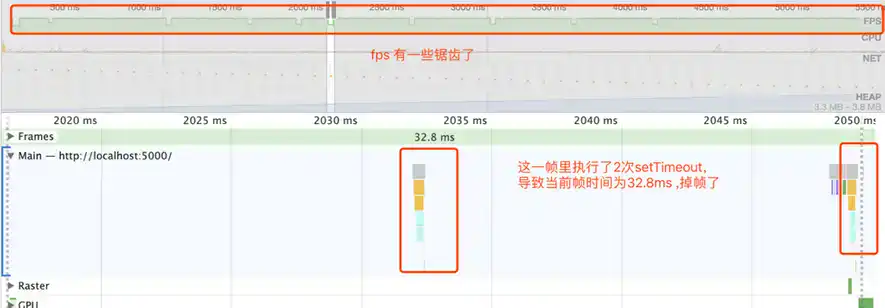 500 ms 1000 ms 1500 ms 2000 ms 2500 ms 3000 ms 3500 ms 4000 ms 4500 ms 5000 ms 5500 ms
FPS
CPU
fps 有一些锯齿了
NET
HEAP
3.3 MB – 3.8 MB
2020 ms 2025 ms 2030 ms 2035 ms 2040 ms 2045 ms 2050 ms
Frames 32.8 ms
Main — http://localhost:5000/
这一帧里执行了2次setTimeout,
导致当前帧时间为32.8ms ,掉帧了
Raster
GPU